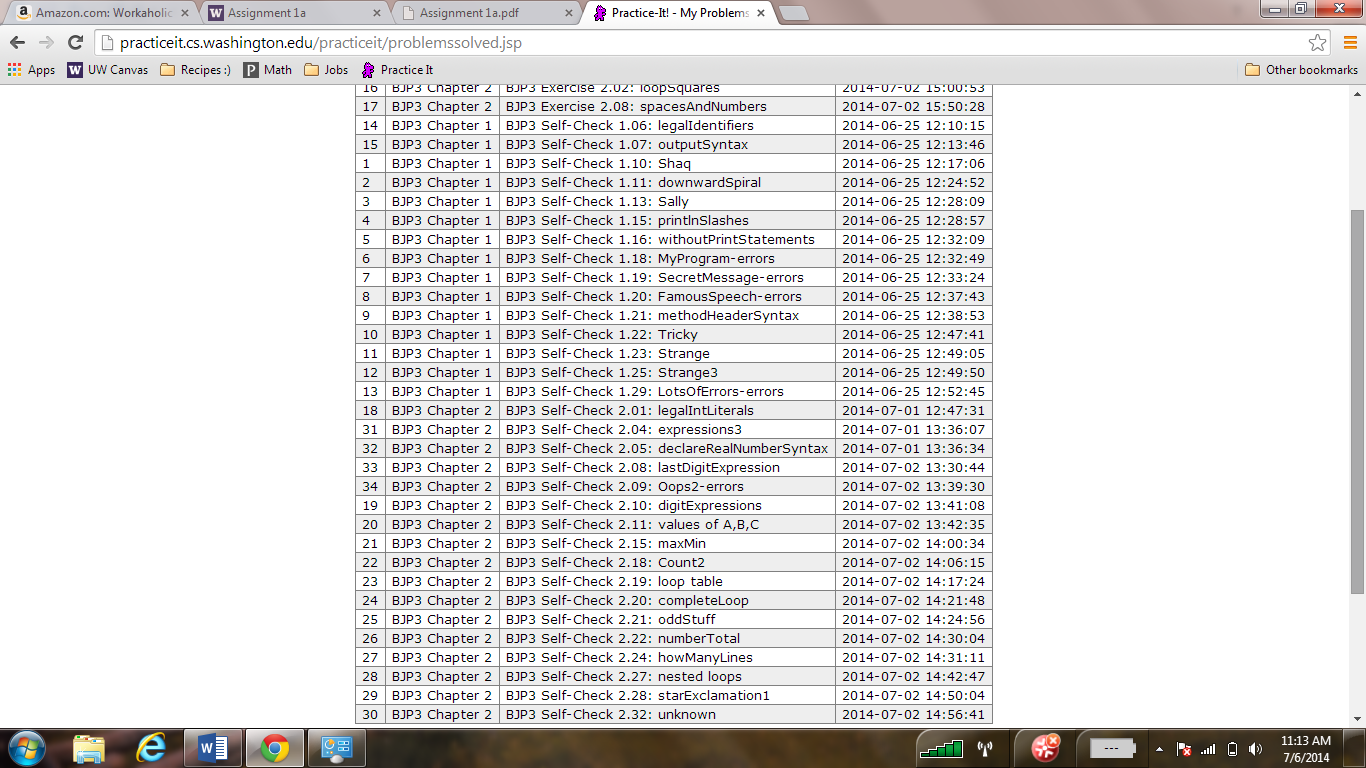 Amazon.com: Workaholic
Assignment 1a
Assignment 1a.pdf
Practice-It! - My Problems
practiceit.cs.washington.edu/practiceit/problemssolved.jsp
Apps UW Canvas Recipes :) Math Jobs Practice It Other bookmarks
16 BJP3 Chapter 2 BJP3 Exercise 2.02: loopSquares 2014-07-02 15:00:53
17 BJP3 Chapter 2 BJP3 Exercise 2.08: spacesAndNumbers 2014-07-02 15:50:28
14 BJP3 Chapter 1 BJP3 Self-Check 1.06: legalIdentifiers 2014-06-25 12:10:15
15 BJP3 Chapter 1 BJP3 Self-Check 1.07: outputSyntax 2014-06-25 12:13:46
1 BJP3 Chapter 1 BJP3 Self-Check 1.10: Shaq 2014-06-25 12:17:06
2 BJP3 Chapter 1 BJP3 Self-Check 1.11: downwardSpiral 2014-06-25 12:24:52
3 BJP3 Chapter 1 BJP3 Self-Check 1.13: Sally 2014-06-25 12:28:09
4 BJP3 Chapter 1 BJP3 Self-Check 1.15: printlnSlashes 2014-06-25 12:28:57
5 BJP3 Chapter 1 BJP3 Self-Check 1.16: withoutPrintStatements 2014-06-25 12:32:09
6 BJP3 Chapter 1 BJP3 Self-Check 1.18: MyProgram-errors 2014-06-25 12:32:49
7 BJP3 Chapter 1 BJP3 Self-Check 1.19: SecretMessage-errors 2014-06-25 12:33:24
8 BJP3 Chapter 1 BJP3 Self-Check 1.20: FamousSpeech-errors 2014-06-25 12:37:43
9 BJP3 Chapter 1 BJP3 Self-Check 1.21: methodHeaderSyntax 2014-06-25 12:38:53
10 BJP3 Chapter 1 BJP3 Self-Check 1.22: Tricky 2014-06-25 12:47:41
11 BJP3 Chapter 1 BJP3 Self-Check 1.23: Strange 2014-06-25 12:49:05
12 BJP3 Chapter 1 BJP3 Self-Check 1.25: Strange3 2014-06-25 12:49:50
13 BJP3 Chapter 1 BJP3 Self-Check 1.29: LotsOfErrors-errors 2014-06-25 12:52:45
18 BJP3 Chapter 2 BJP3 Self-Check 2.01: legalIntLiterals 2014-07-01 12:47:31
31 BJP3 Chapter 2 BJP3 Self-Check 2.04: expressions3 2014-07-01 13:36:07
32 BJP3 Chapter 2 BJP3 Self-Check 2.05: declareRealNumberSyntax 2014-07-01 13:36:34
33 BJP3 Chapter 2 BJP3 Self-Check 2.08: lastDigitExpression 2014-07-02 13:30:44
34 BJP3 Chapter 2 BJP3 Self-Check 2.09: Oops2-errors 2014-07-02 13:39:30
19 BJP3 Chapter 2 BJP3 Self-Check 2.10: digitExpressions 2014-07-02 13:41:08
20 BJP3 Chapter 2 BJP3 Self-Check 2.11: values of A,B,C 2014-07-02 13:42:35
21 BJP3 Chapter 2 BJP3 Self-Check 2.15: maxMin 2014-07-02 14:00:34
22 BJP3 Chapter 2 BJP3 Self-Check 2.18: Count2 2014-07-02 14:06:15
23 BJP3 Chapter 2 BJP3 Self-Check 2.19: loop table 2014-07-02 14:17:24
24 BJP3 Chapter 2 BJP3 Self-Check 2.20: completeLoop 2014-07-02 14:21:48
25 BJP3 Chapter 2 BJP3 Self-Check 2.21: oddStuff 2014-07-02 14:24:56
26 BJP3 Chapter 2 BJP3 Self-Check 2.22: numberTotal 2014-07-02 14:30:04
27 BJP3 Chapter 2 BJP3 Self-Check 2.24: howManyLines 2014-07-02 14:31:11
28 BJP3 Chapter 2 BJP3 Self-Check 2.27: nested loops 2014-07-02 14:42:47
29 BJP3 Chapter 2 BJP3 Self-Check 2.28: starExclamation1 2014-07-02 14:50:04
30 BJP3 Chapter 2 BJP3 Self-Check 2.32: unknown 2014-07-02 14:56:41
---
11:13 AM
7/6/2014